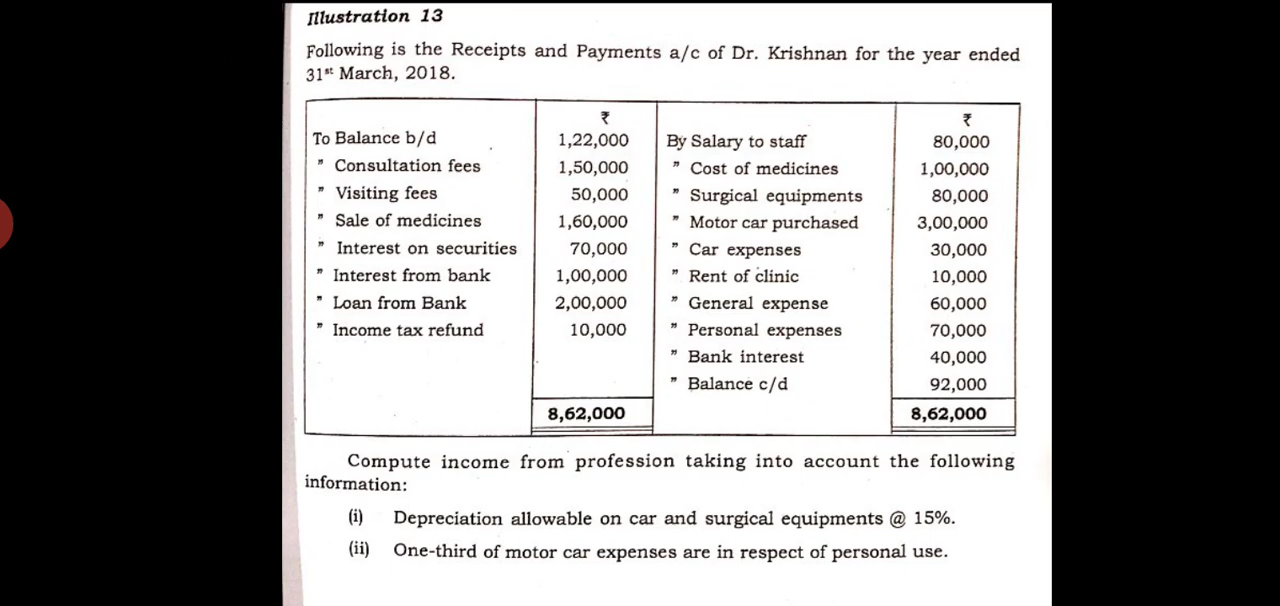 Illustration 13
Following is the Receipts and Payments a/c of Dr. Krishnan for the year ended
31st March, 2018.
₹ ₹
To Balance b/d 1,22,000 By Salary to staff 80,000
" Consultation fees 1,50,000 " Cost of medicines 1,00,000
" Visiting fees 50,000 " Surgical equipments 80,000
" Sale of medicines 1,60,000 " Motor car purchased 3,00,000
" Interest on securities 70,000 " Car expenses 30,000
" Interest from bank 1,00,000 " Rent of clinic 10,000
" Loan from Bank 2,00,000 " General expense 60,000
" Income tax refund 10,000 " Personal expenses 70,000
" Bank interest 40,000
" Balance c/d 92,000
8,62,000 8,62,000
Compute income from profession taking into account the following
information:
(i) Depreciation allowable on car and surgical equipments @ 15%.
(ii) One-third of motor car expenses are in respect of personal use.